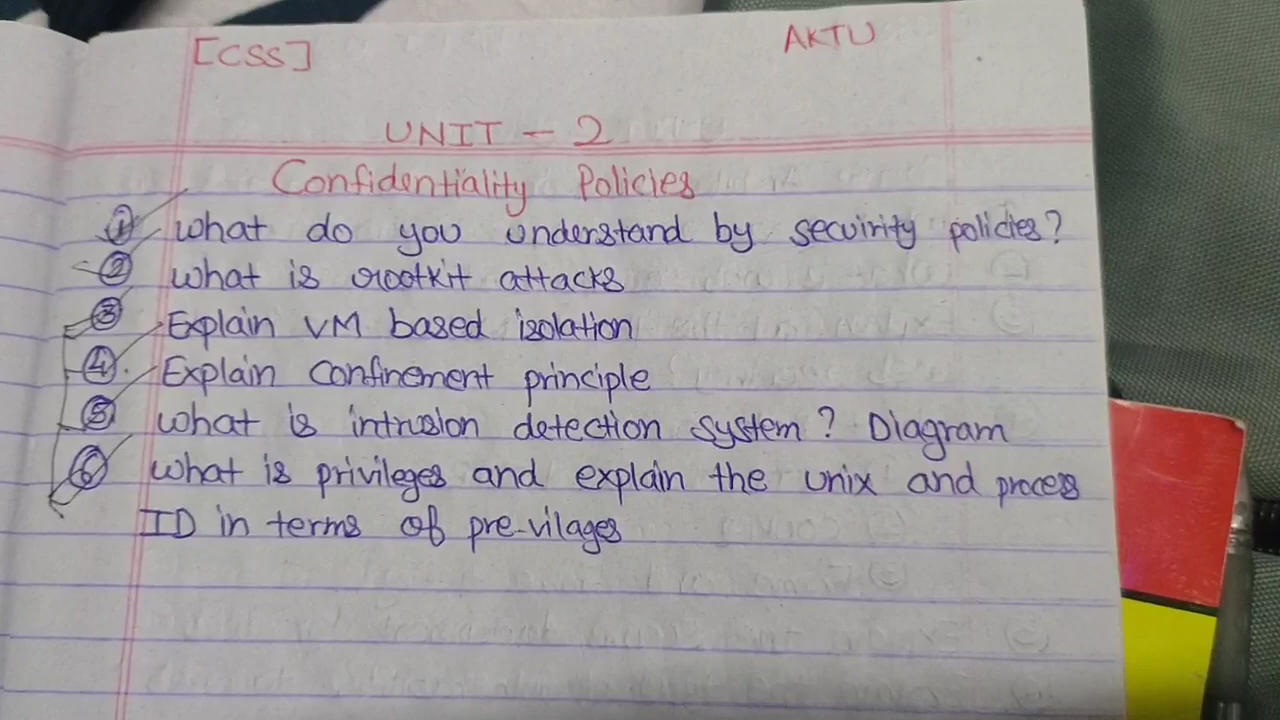 [CSS]
AKTU
UNIT - 2
Confidentiality Policies
① what do you understand by secuirity policies?
② what is rootkit attacks
③ Explain VM based isolation
④. Explain confinement principle
⑤ what is intrusion detection system? Diagram
⑥ what is privileges and explain the unix and process
ID in terms of pre-vilages